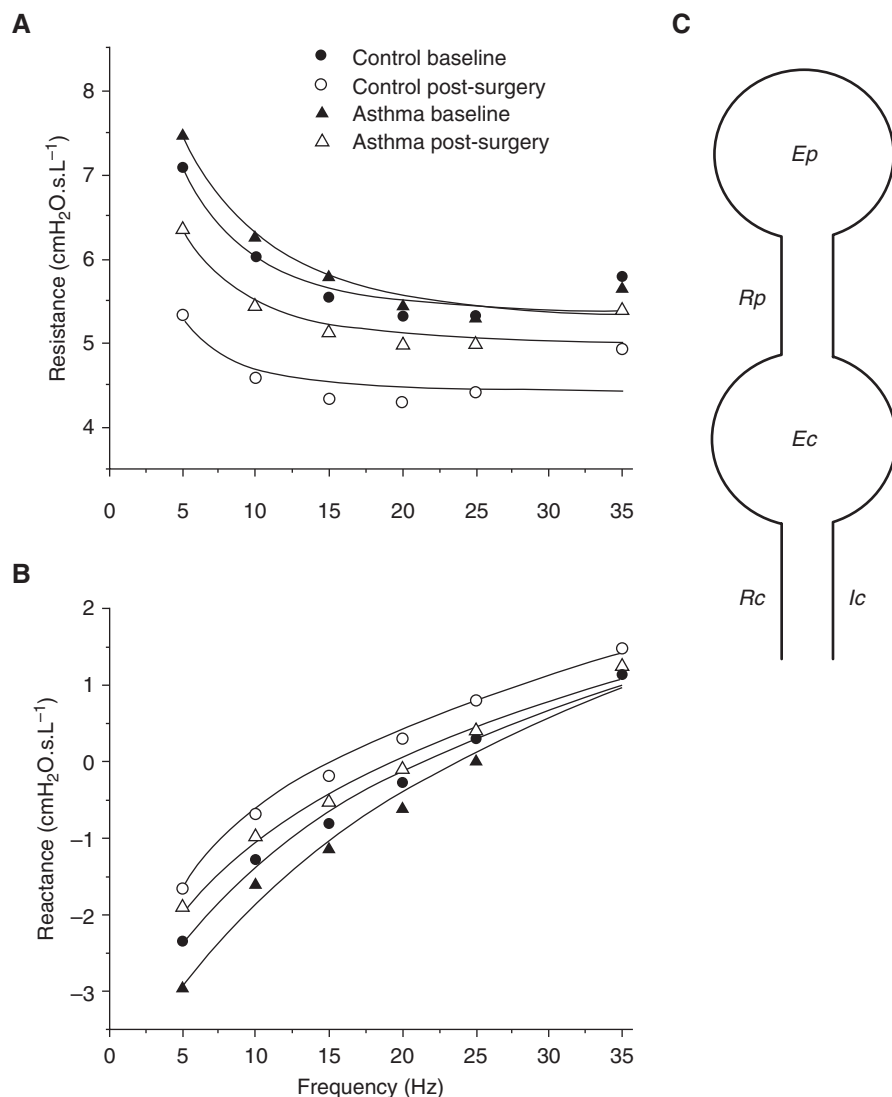 A
Control baseline
Control post-surgery
Asthma baseline
Asthma post-surgery
8
7
6
5
4
Resistance (cmH₂O.s.L⁻¹)
0 5 10 15 20 25 30 35
B
2
1
0
−1
−2
−3
Reactance (cmH₂O.s.L⁻¹)
0 5 10 15 20 25 30 35
Frequency (Hz)
C
Ep
Rp
Ec
Rc Ic